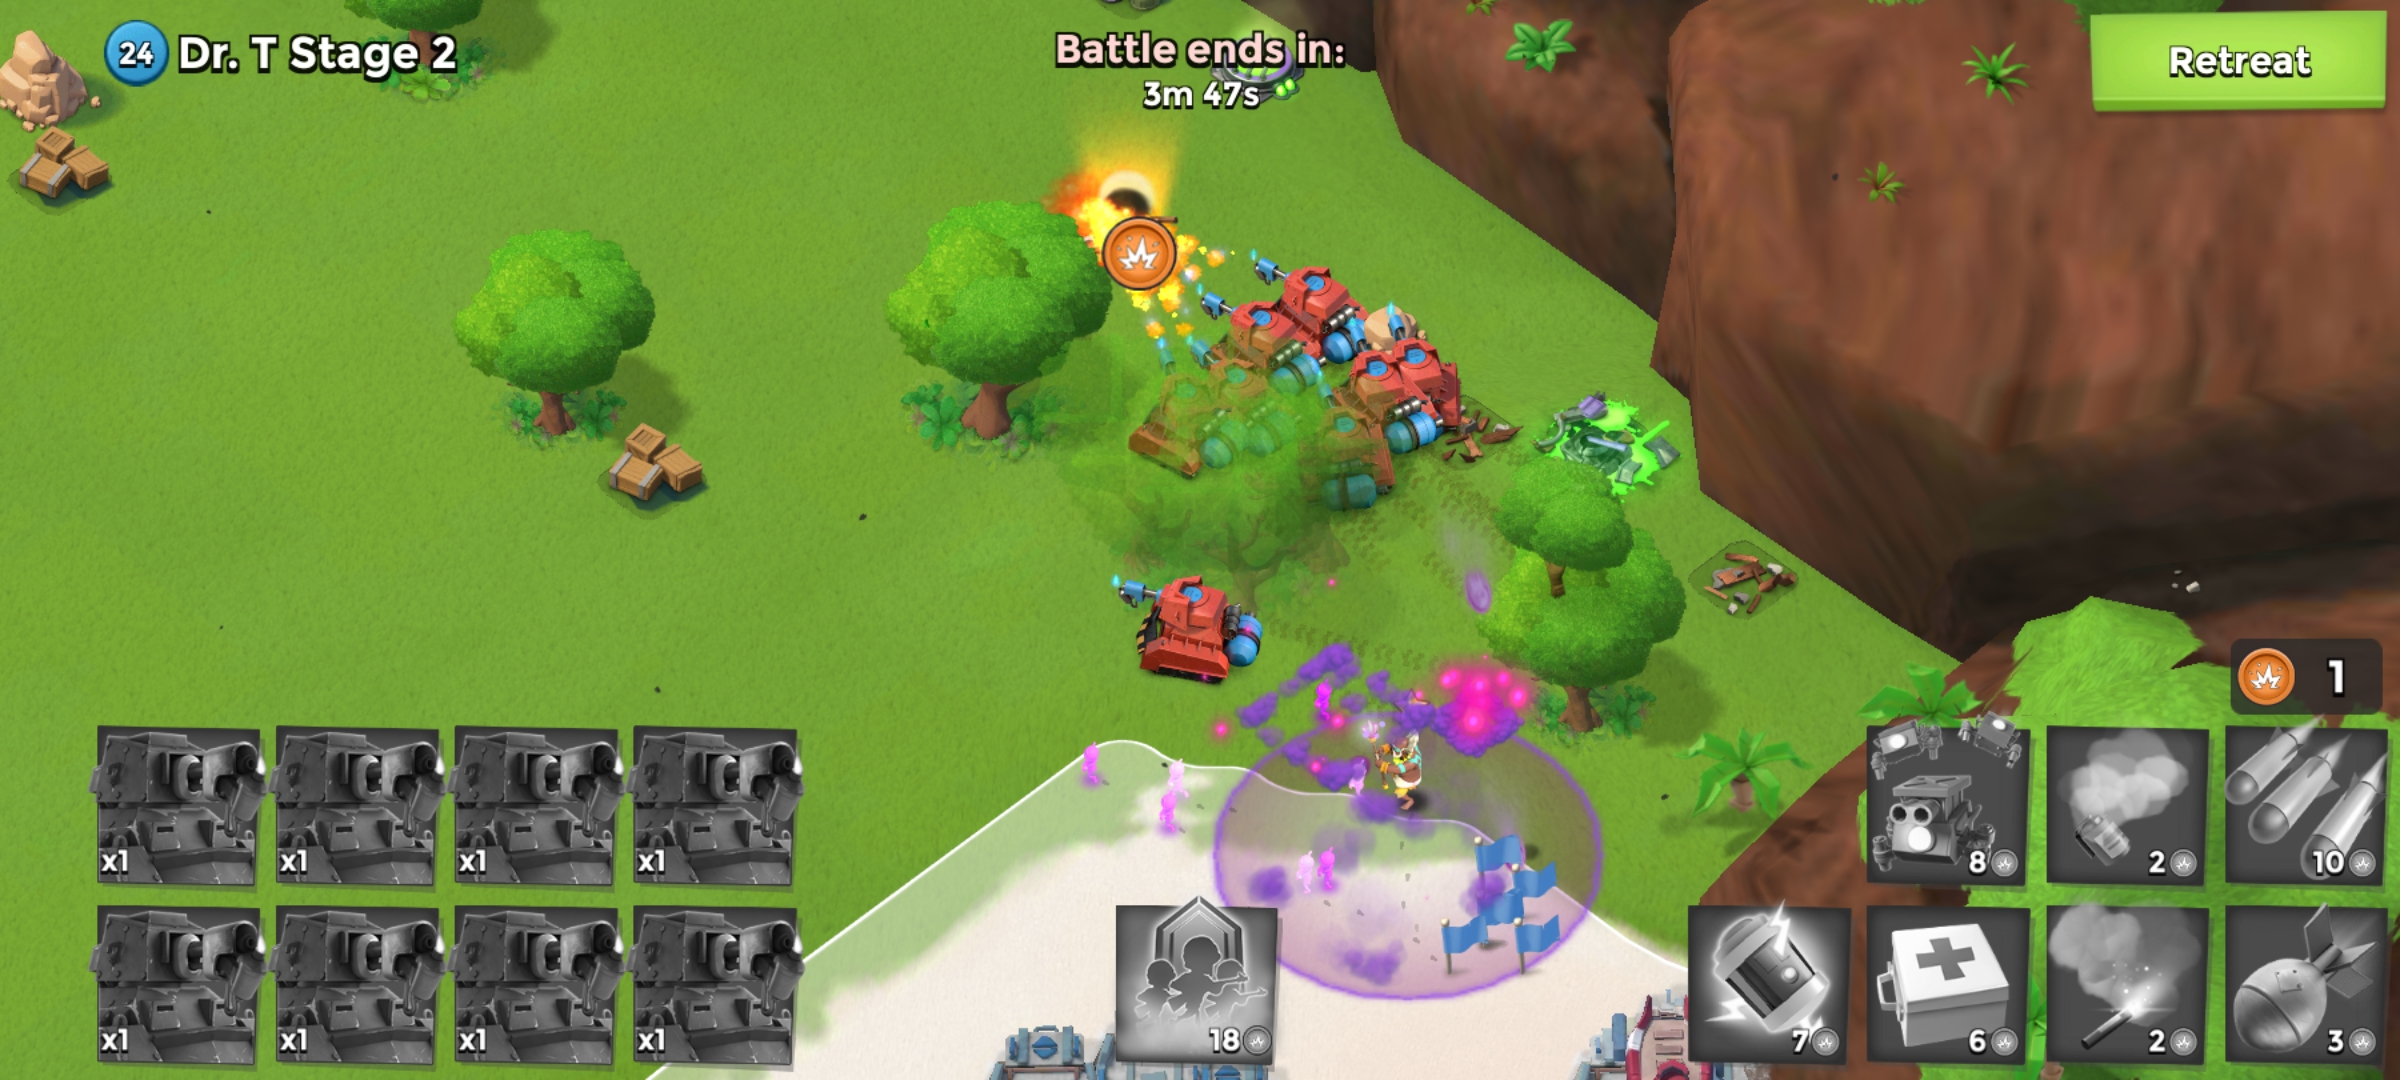 24 Dr. T Stage 2
Battle ends in:
3m 47s
Retreat
1
x1 x1 x1 x1
8 2 10
x1 x1 x1 x1
18
7 6 2 3